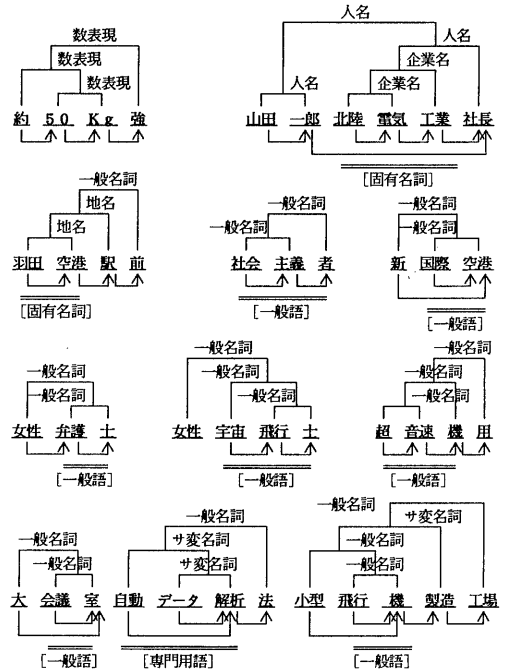 数表現
数表現
数表現
約 50 Kg 強
人名
人名
企業名
人名
企業名
山田 一郎 北陸 電気 工業 社長
[固有名詞]
一般名詞
地名
地名
羽田 空港 駅 前
[固有名詞]
一般名詞
一般名詞
社会 主義 者
[一般語]
一般名詞
一般名詞
新 国際 空港
[一般語]
一般名詞
一般名詞
女性 弁護 士
[一般語]
一般名詞
一般名詞
一般名詞
女性 宇宙 飛行 士
[一般語]
一般名詞
一般名詞
一般名詞
超 音速 機 用
[一般語]
一般名詞
一般名詞
大 会議 室
[一般語]
一般名詞
サ変名詞
サ変名詞
自動 データ 解析 法
[専門用語]
一般名詞
サ変名詞
一般名詞
一般名詞
小型 飛行 機 製造 工場
[一般語]